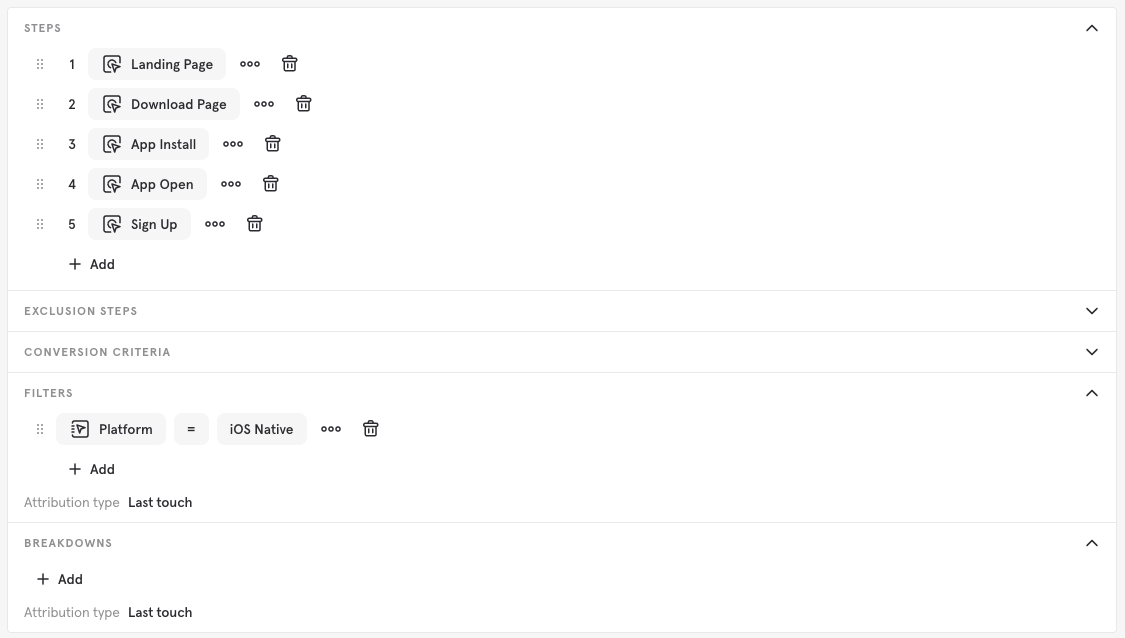 STEPS
1 Landing Page
2 Download Page
3 App Install
4 App Open
5 Sign Up
+ Add
EXCLUSION STEPS
CONVERSION CRITERIA
FILTERS
Platform = iOS Native
+ Add
Attribution type Last touch
BREAKDOWNS
+ Add
Attribution type Last touch